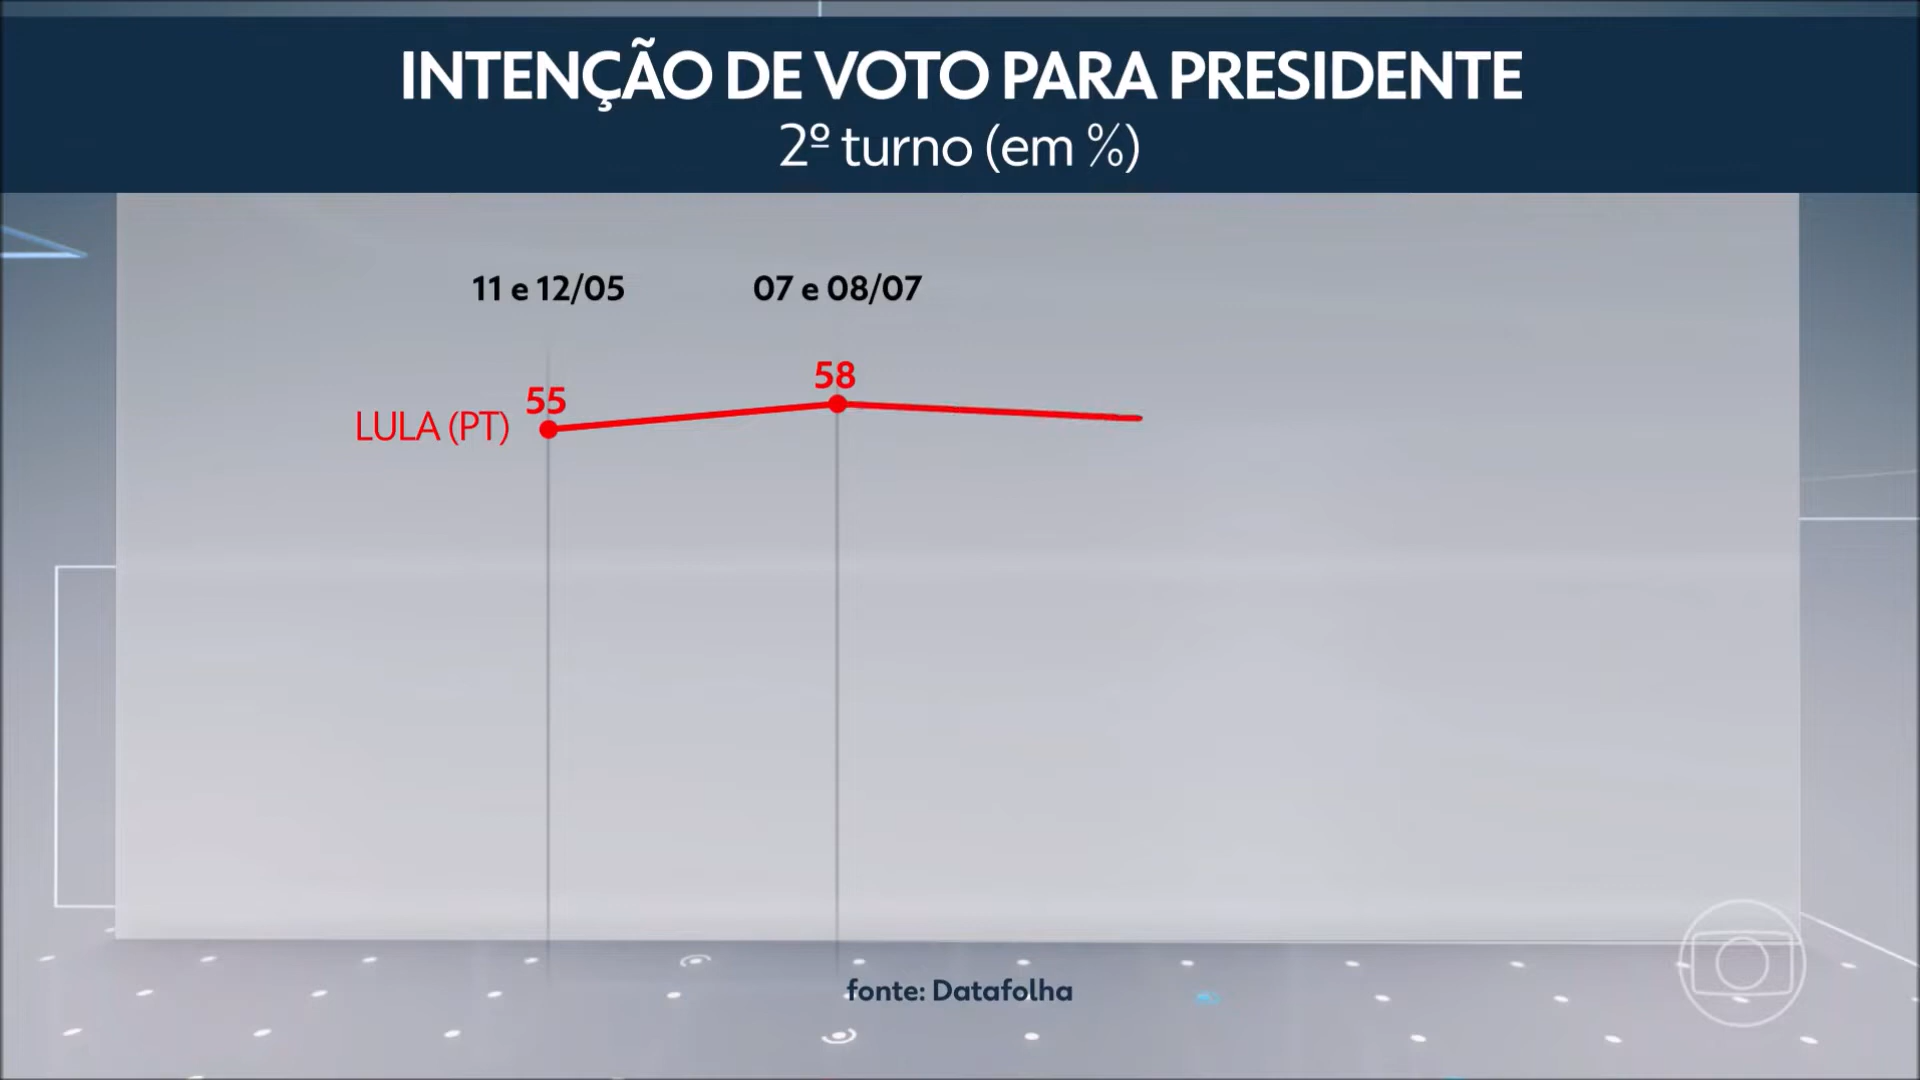 INTENÇÃO DE VOTO PARA PRESIDENTE
2º turno (em %)
11 e 12/05
07 e 08/07
58
55
LULA (PT)
fonte: Datafolha